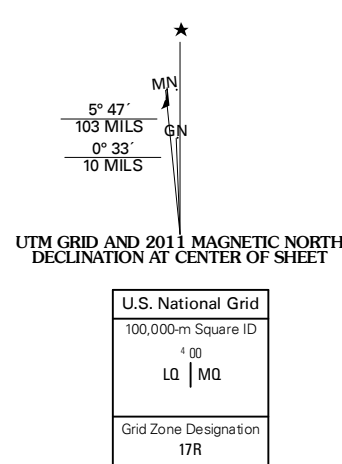 ★
MN
5° 47´
103 MILS
GN
0° 33´
10 MILS
UTM GRID AND 2011 MAGNETIC NORTH
DECLINATION AT CENTER OF SHEET
U.S. National Grid
100,000-m Square ID
4 00
LQ | MQ
Grid Zone Designation
17R